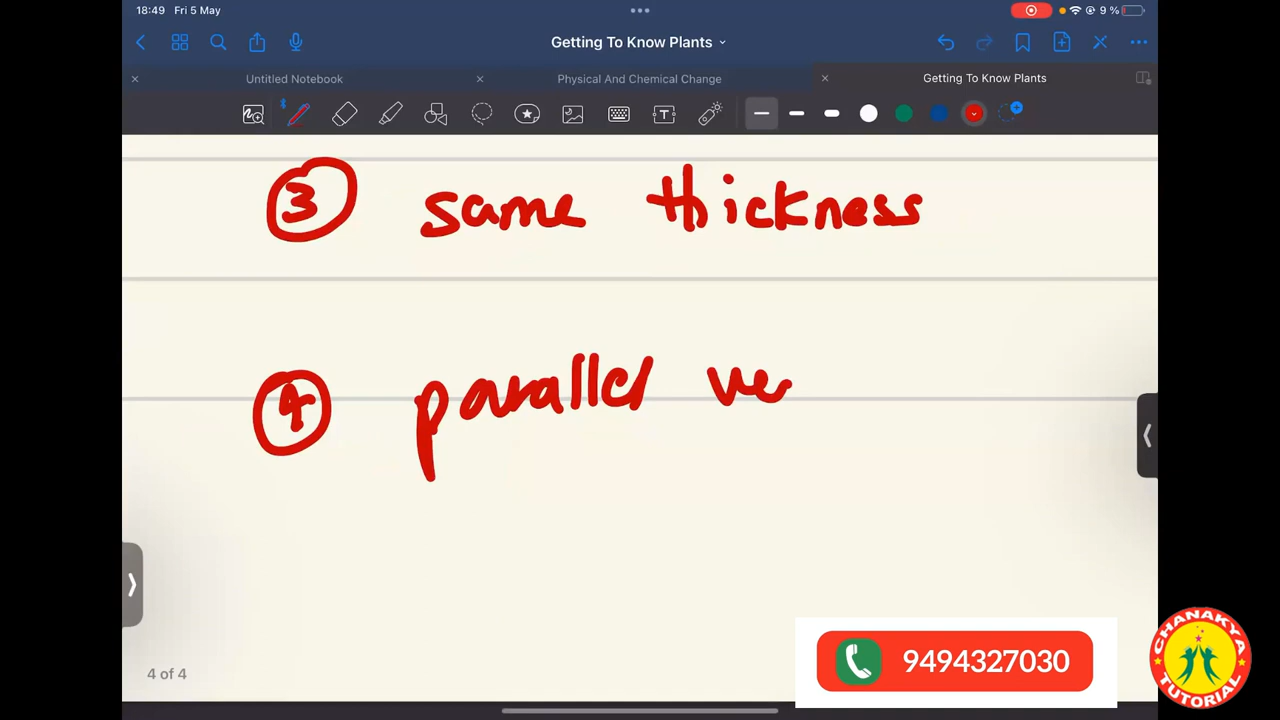 18:49 Fri 5 May 9 %
Getting To Know Plants
Untitled Notebook Physical And Chemical Change Getting To Know Plants
T
3 same thickness
4 parallel ve
4 of 4
9494327030
CHANAKYA
TUTORIAL